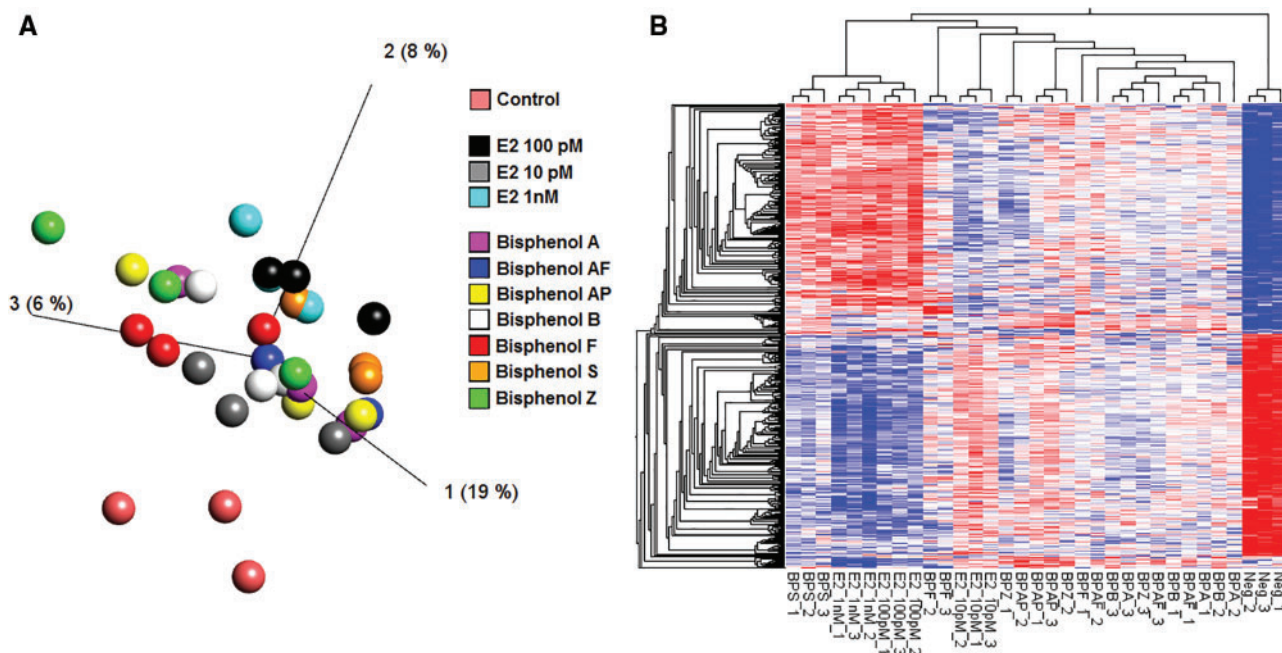 A
2 (8 %)
3 (6 %)
1 (19 %)
Control
E2 100 pM
E2 10 pM
E2 1nM
Bisphenol A
Bisphenol AF
Bisphenol AP
Bisphenol B
Bisphenol F
Bisphenol S
Bisphenol Z
B
BPS_1
BPS_2
BPS_3
E2_1nM_1
E2_1nM_3
E2_1nM_2
E2_100pM_1
E2_100pM_3
E2_100pM_2
BPF_2
BPF_3
E2_10pM_2
E2_10pM_1
E2_10pM_3
BPZ_1
BPAP_2
BPAP_1
BPAP_3
BPZ_2
BPF_1
BPAF_2
BPB_3
BPA_3
BPZ_3
BPAF_3
BPB_1
BPAF_1
BPA_1
BPB_2
BPA_2
Neg_2
Neg_3
Neg_1